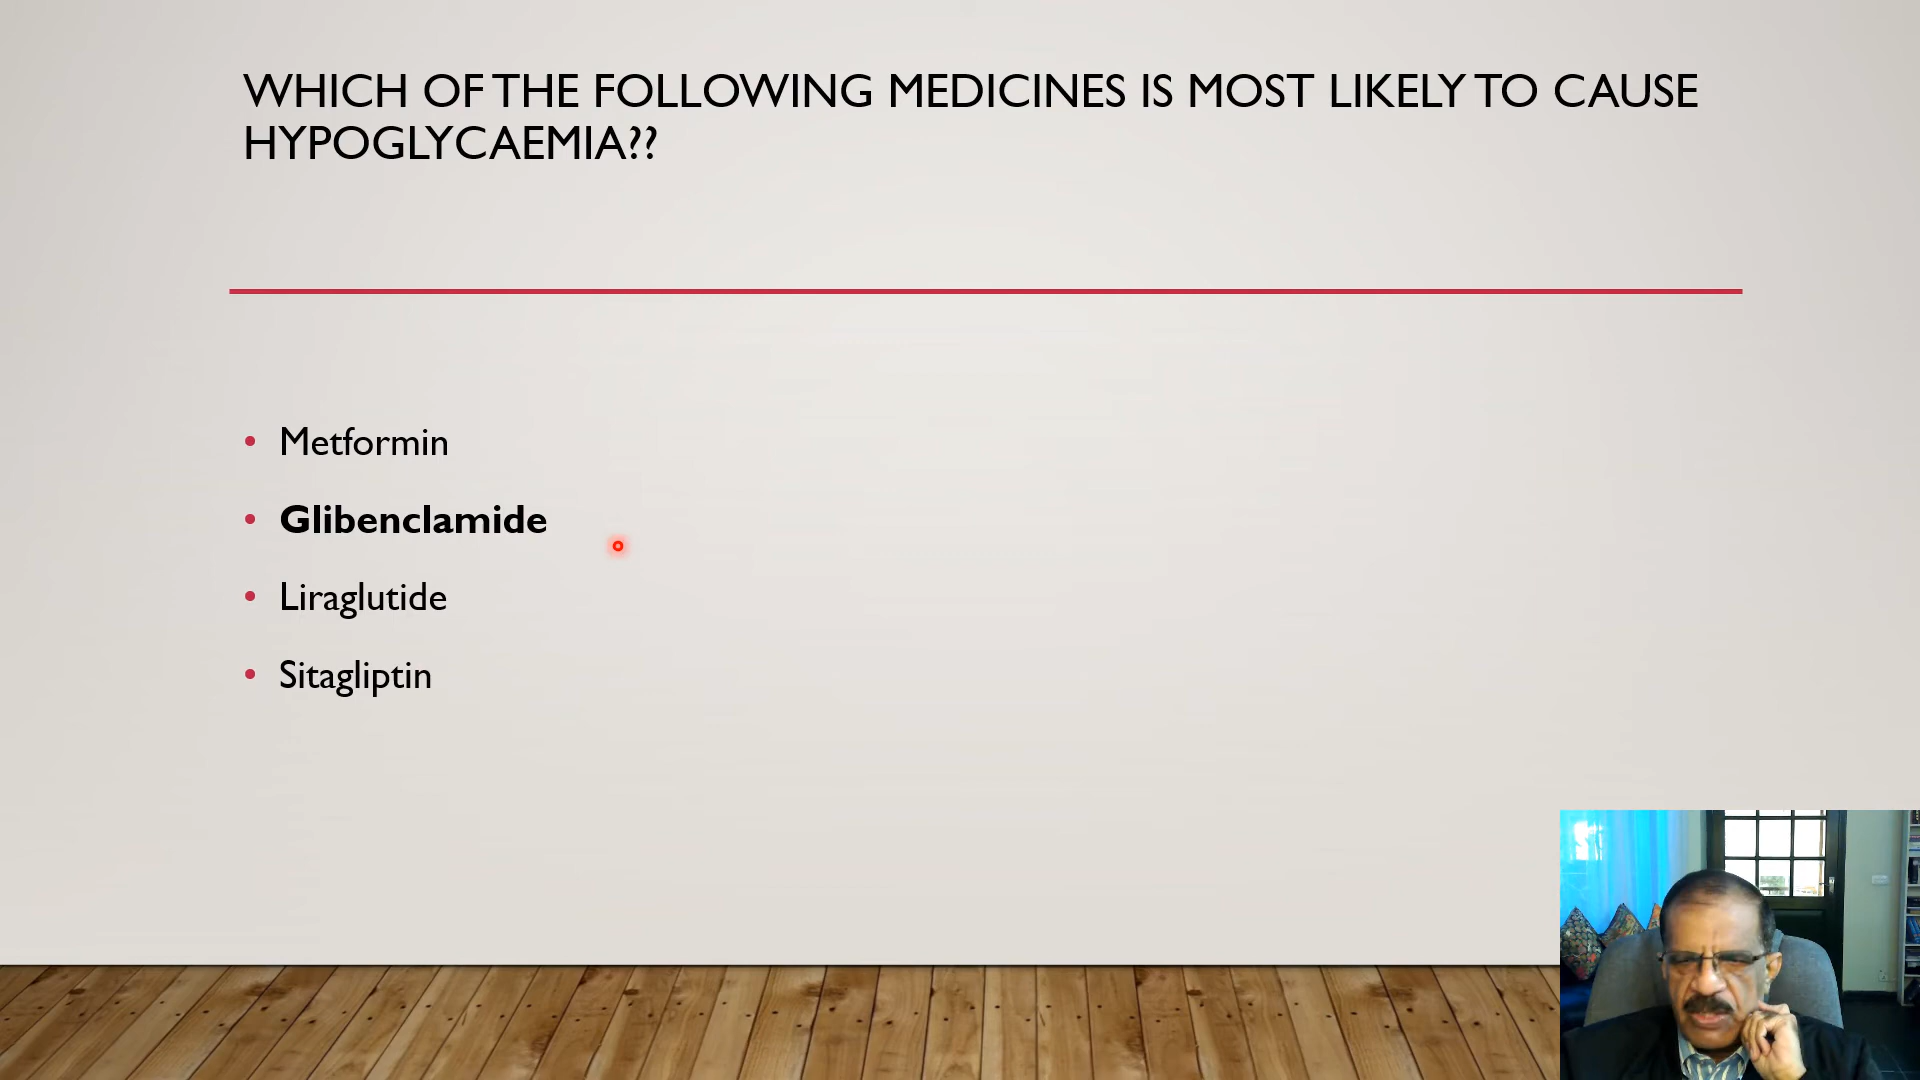 WHICH OF THE FOLLOWING MEDICINES IS MOST LIKELY TO CAUSE
HYPOGLYCAEMIA??
• Metformin
• Glibenclamide
• Liraglutide
• Sitagliptin